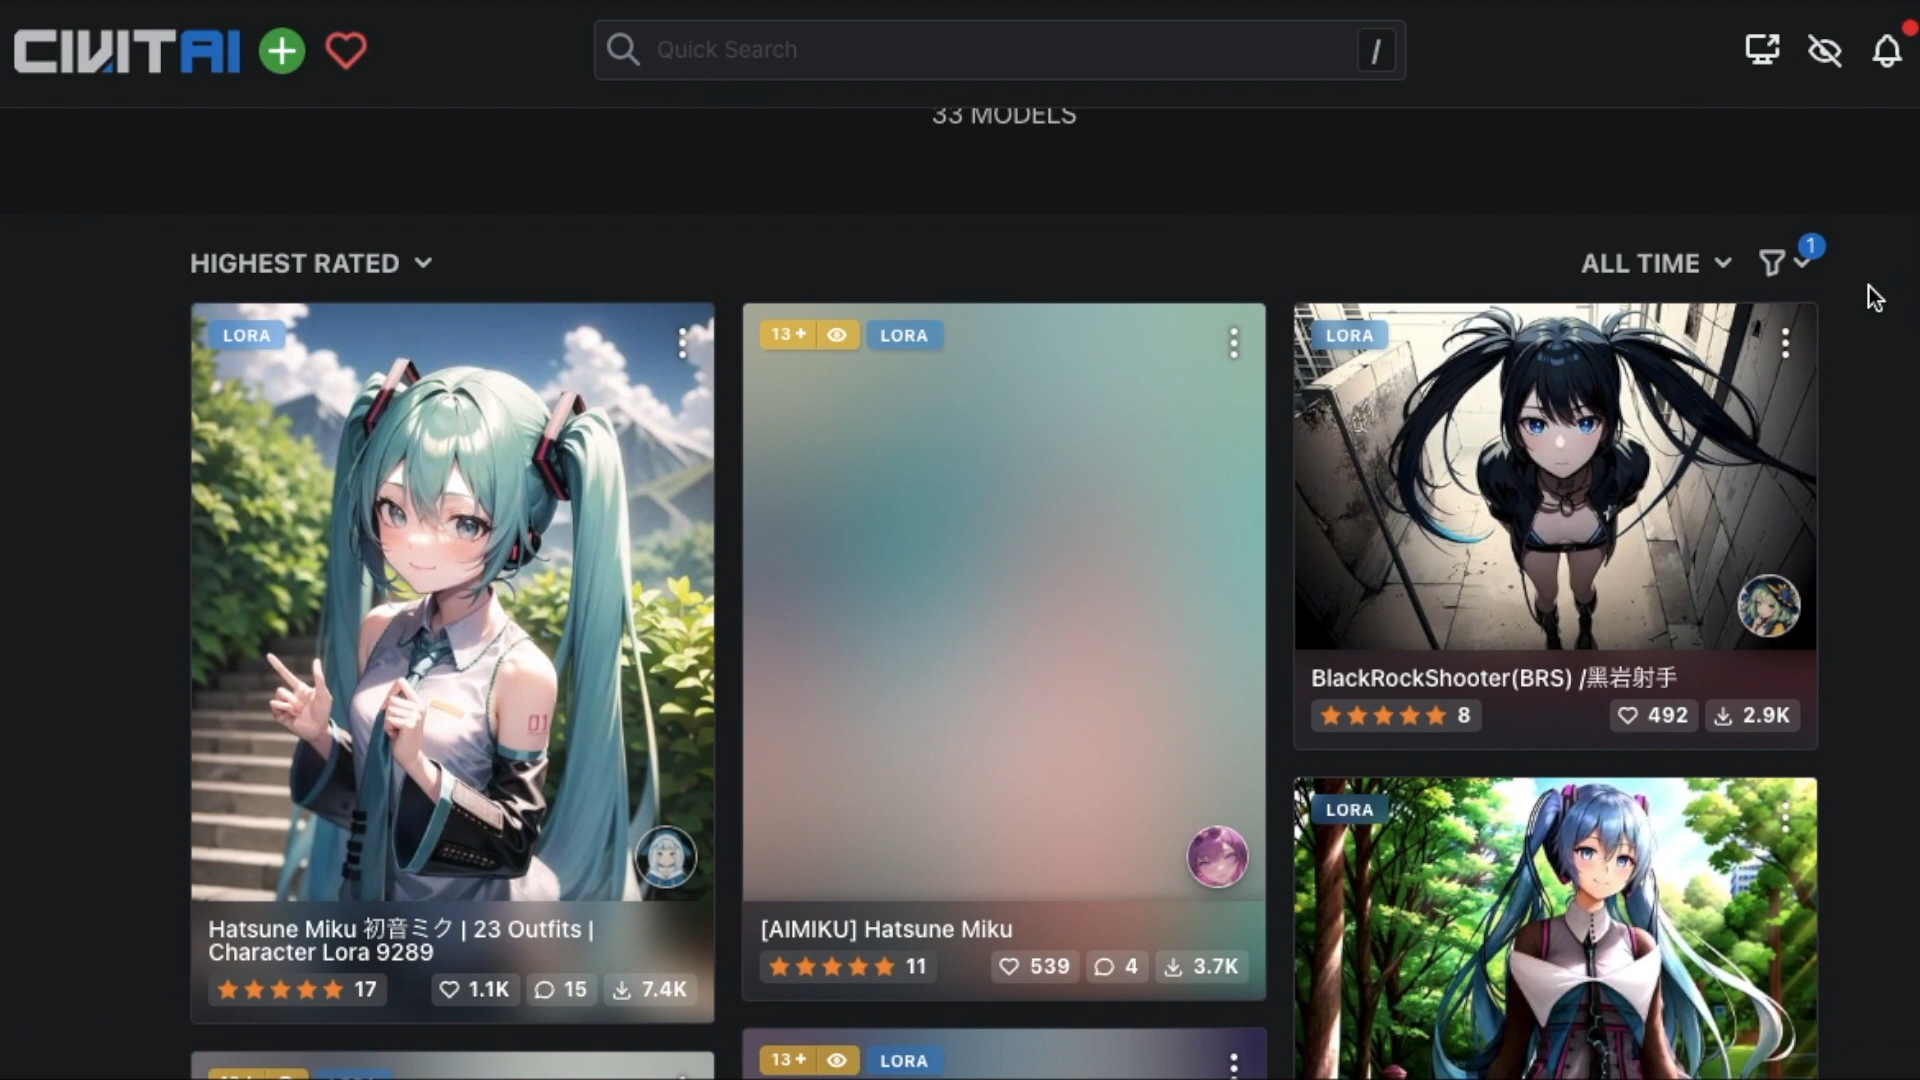 CIVITAI
Quick Search
/
33 MODELS
HIGHEST RATED
ALL TIME
1
LORA
01
Hatsune Miku 初音ミク | 23 Outfits |
Character Lora 9289
17
1.1K
15
7.4K
13+
LORA
[AIMIKU] Hatsune Miku
11
539
4
3.7K
LORA
BlackRockShooter(BRS) /黑岩射手
8
492
2.9K
LORA
13+
LORA